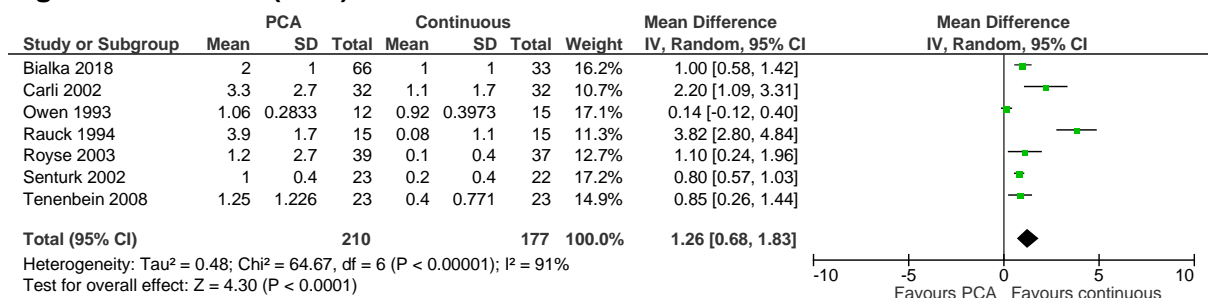 PCA Continuous Mean Difference Mean Difference
Study or Subgroup Mean SD Total Mean SD Total Weight IV, Random, 95% CI IV, Random, 95% CI
Bialka 2018 2 1 66 1 1 33 16.2% 1.00 [0.58, 1.42]
Carli 2002 3.3 2.7 32 1.1 1.7 32 10.7% 2.20 [1.09, 3.31]
Owen 1993 1.06 0.2833 12 0.92 0.3973 15 17.1% 0.14 [-0.12, 0.40]
Rauck 1994 3.9 1.7 15 0.08 1.1 15 11.3% 3.82 [2.80, 4.84]
Royse 2003 1.2 2.7 39 0.1 0.4 37 12.7% 1.10 [0.24, 1.96]
Senturk 2002 1 0.4 23 0.2 0.4 22 17.2% 0.80 [0.57, 1.03]
Tenenbein 2008 1.25 1.226 23 0.4 0.771 23 14.9% 0.85 [0.26, 1.44]
Total (95% CI) 210 177 100.0% 1.26 [0.68, 1.83]
Heterogeneity: Tau² = 0.48; Chi² = 64.67, df = 6 (P < 0.00001); I² = 91%
Test for overall effect: Z = 4.30 (P < 0.0001)
-10 -5 0 5 10
Favours PCA Favours continuous